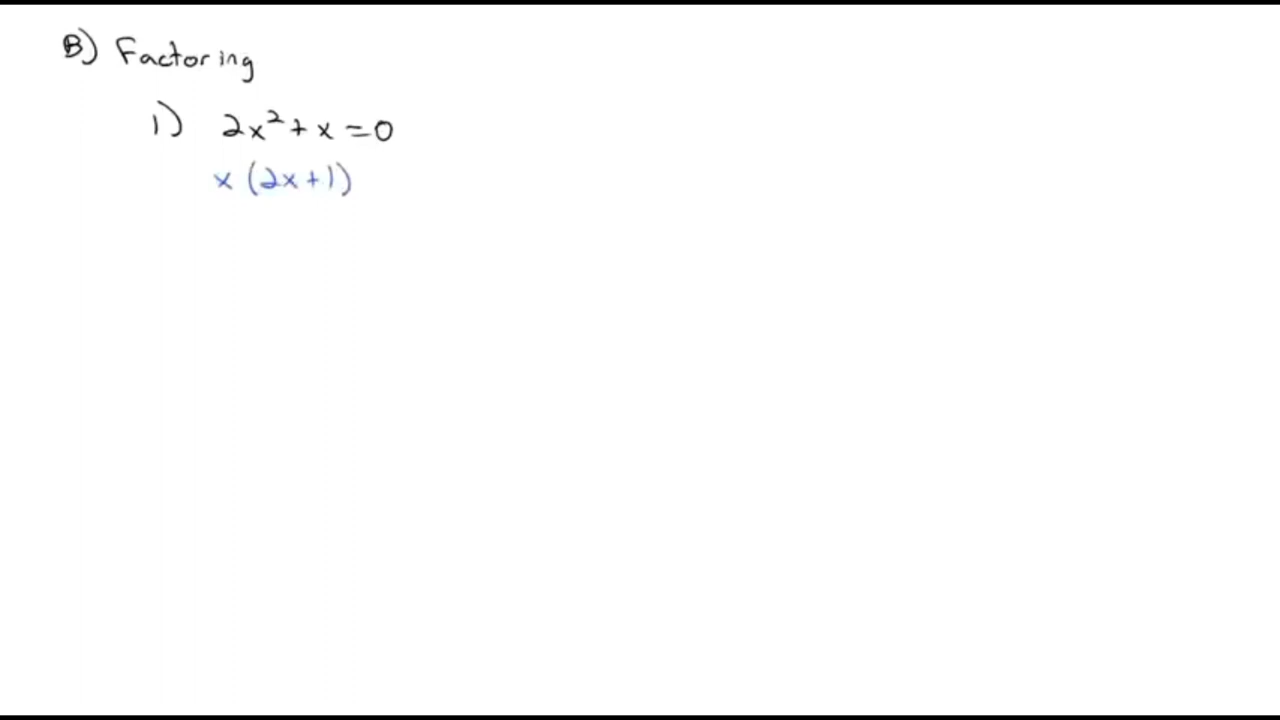 B) Factoring
1) 2x²+x=0
x (2x+1)